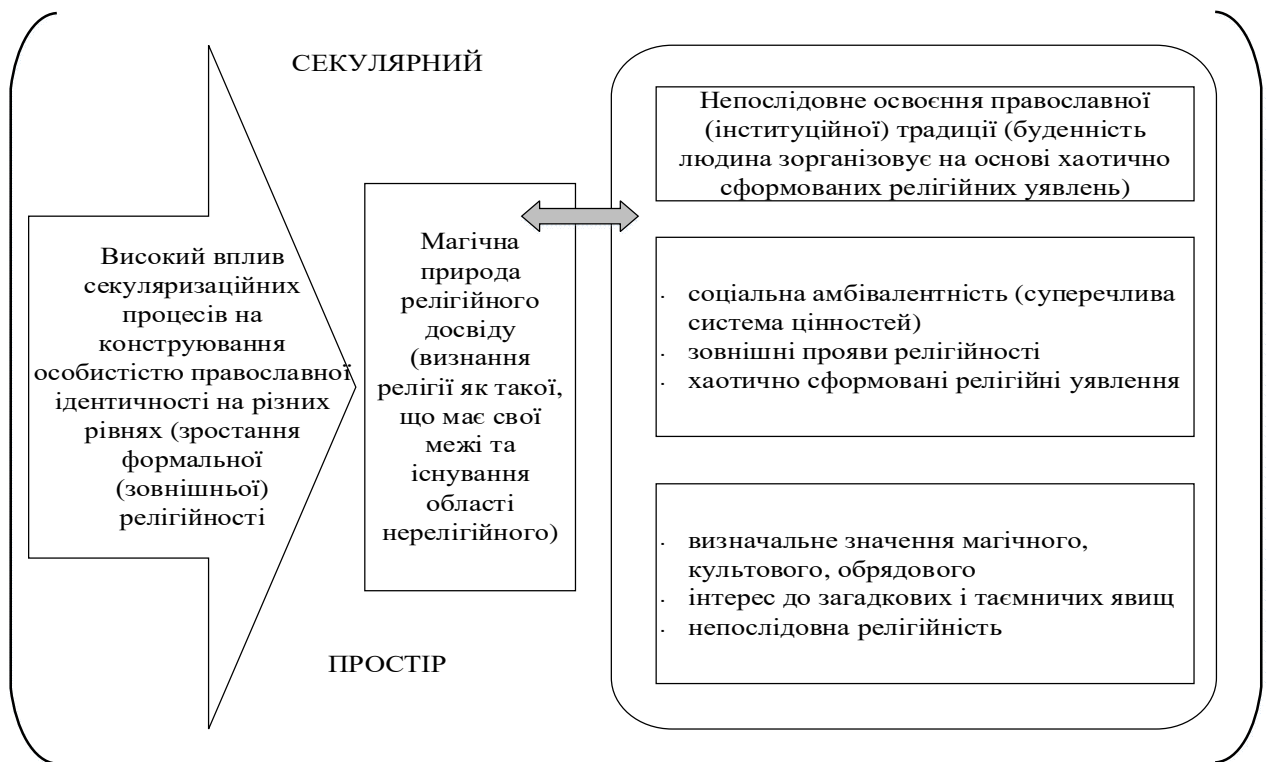 СЕКУЛЯРНИЙ
Високий вплив
секуляризаційних
процесів на
конструювання
особистістю православної
ідентичності на різних
рівнях (зростання
формальної
(зовнішньої)
релігійності
Магічна
природа
релігійного
досвіду
(визнання
релігії як такої,
що має свої
межі та
існування
області
нерелігійного)
ПРОСТІР
Непослідовне освоєння православної
(інституційної) традиції (буденність
людина зорганізовує на основі хаотично
сформованих релігійних уявлень)
· соціальна амбівалентність (суперечлива
система цінностей)
· зовнішні прояви релігійності
· хаотично сформовані релігійні уявлення
· визначальне значення магічного,
культового, обрядового
· інтерес до загадкових і таємничих явищ
· непослідовна релігійність